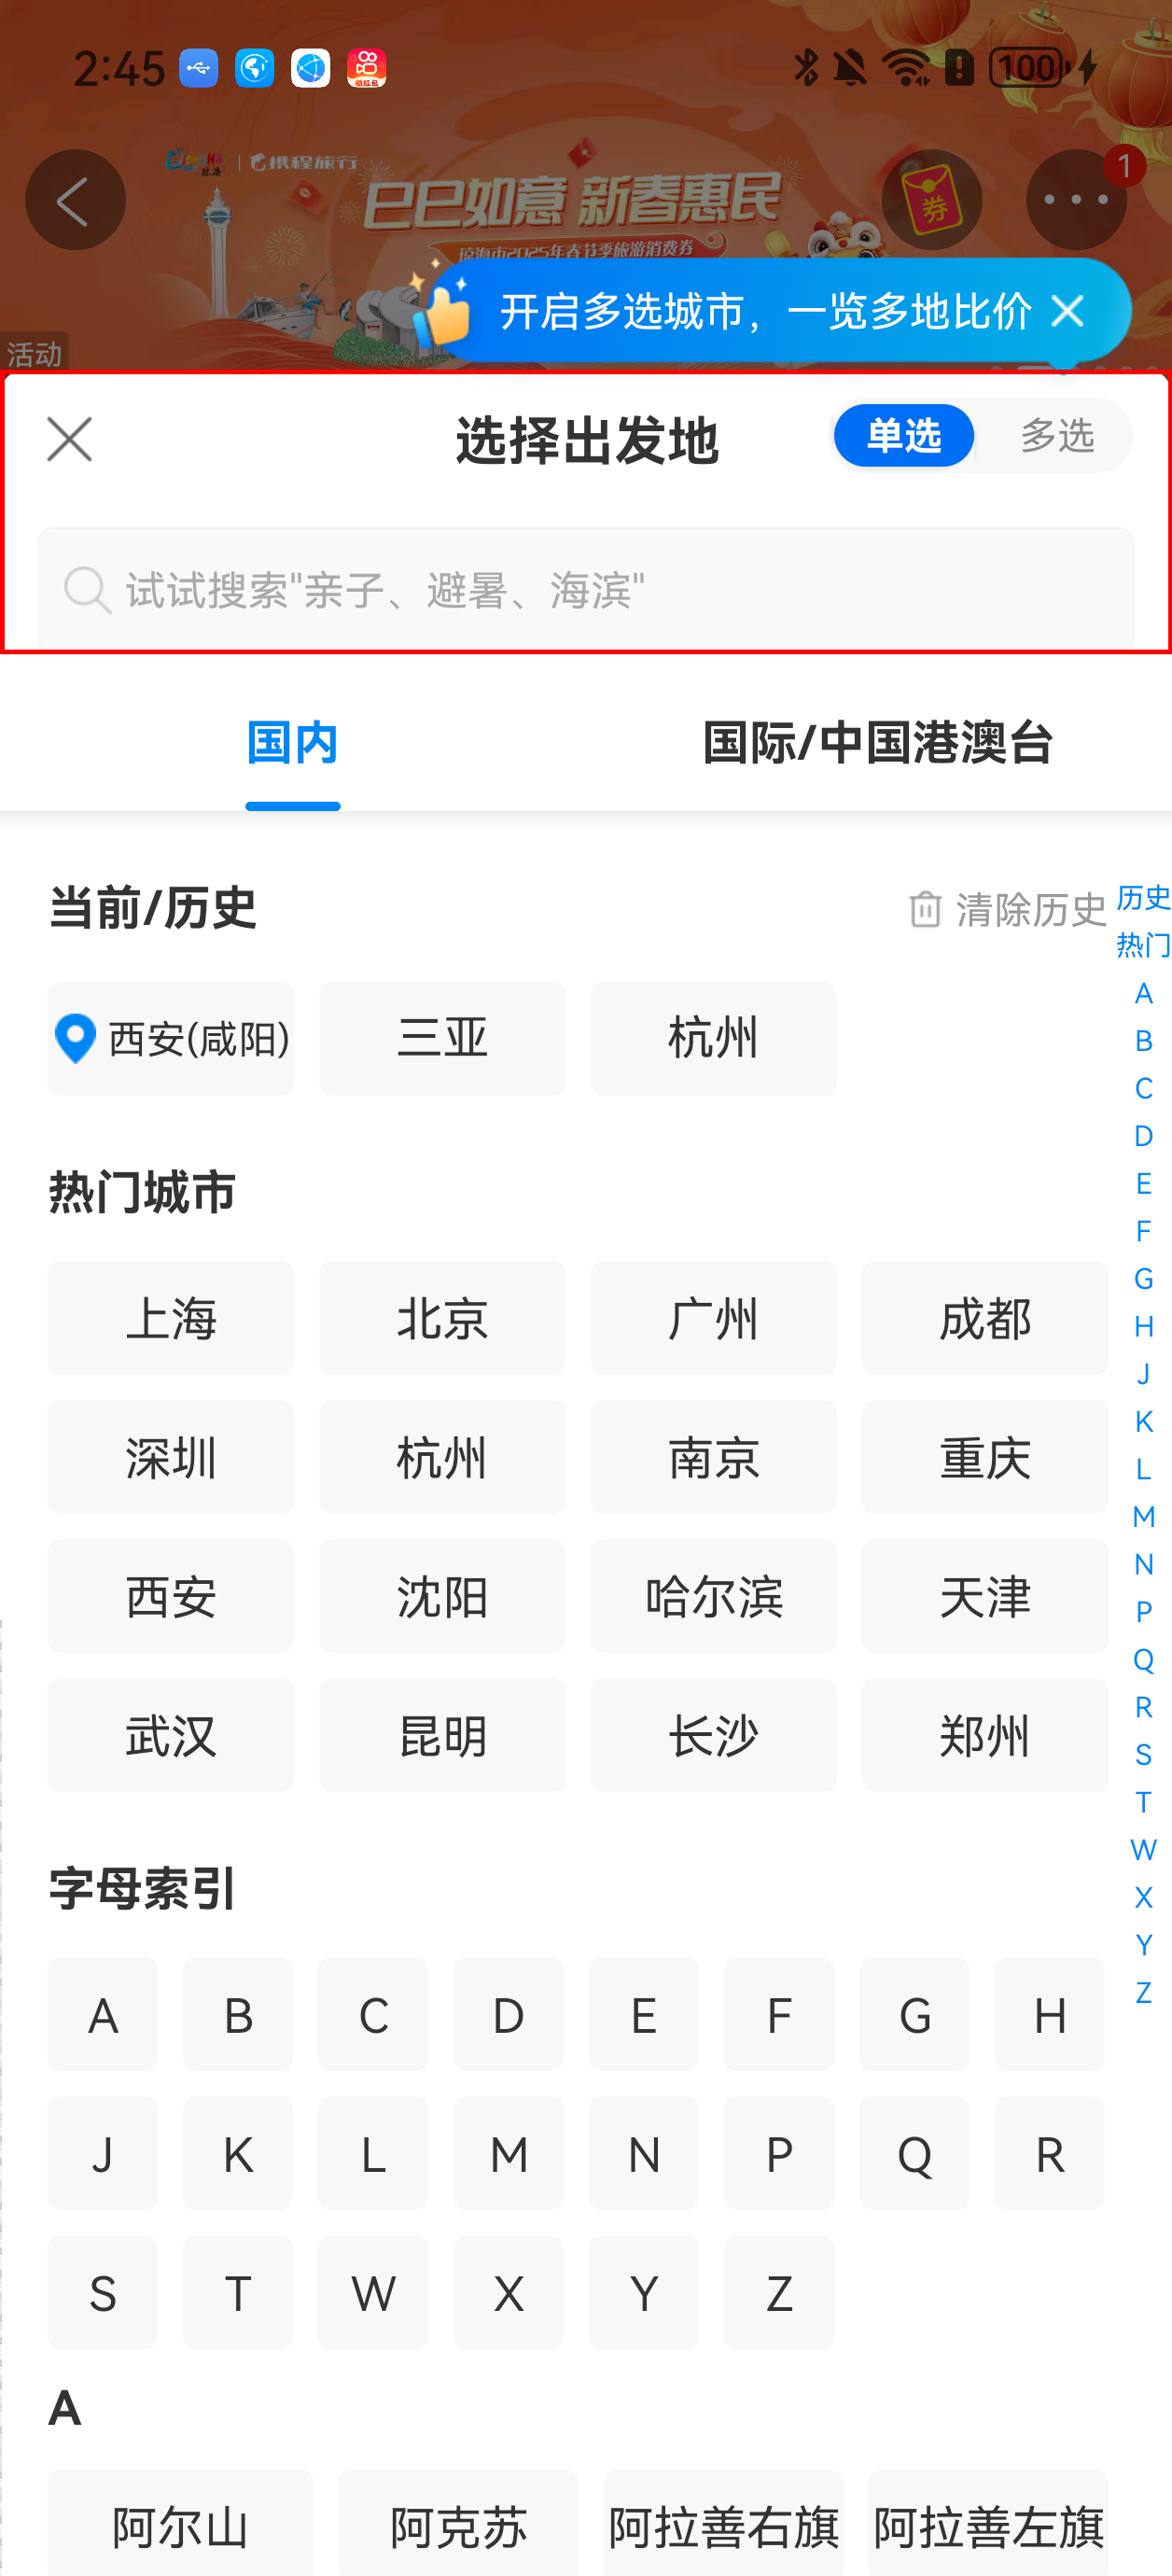 2:45
100
携程旅行
巳巳如意 新春惠民
琼海市2025年春节季旅游消费券
券
1
开启多选城市，一览多地比价
活动
选择出发地
单选
多选
试试搜索"亲子、避暑、海滨"
国内
国际/中国港澳台
当前/历史
清除历史
西安(咸阳)
三亚
杭州
热门城市
上海
北京
广州
成都
深圳
杭州
南京
重庆
西安
沈阳
哈尔滨
天津
武汉
昆明
长沙
郑州
字母索引
A
B
C
D
E
F
G
H
J
K
L
M
N
P
Q
R
S
T
W
X
Y
Z
A
阿尔山
阿克苏
阿拉善右旗
阿拉善左旗
历史
热门
A
B
C
D
E
F
G
H
J
K
L
M
N
P
Q
R
S
T
W
X
Y
Z